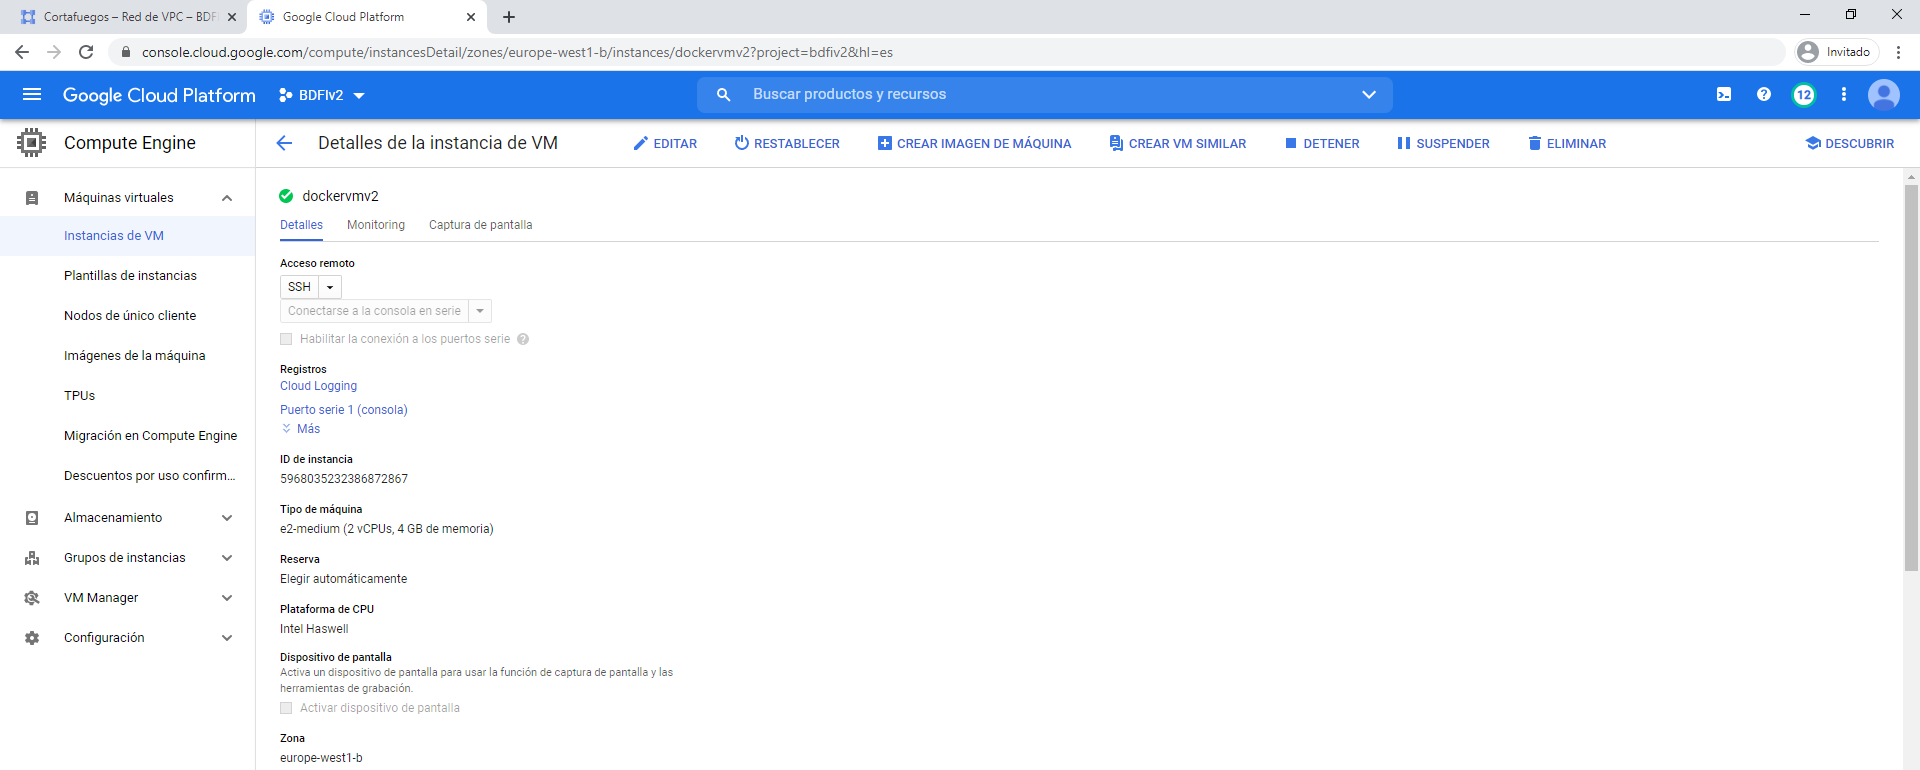 Cortafuegos – Red de VPC – BDFI
Google Cloud Platform
console.cloud.google.com/compute/instancesDetail/zones/europe-west1-b/instances/dockervmv2?project=bdfiv2&hl=es
Invitado
Google Cloud Platform
BDFIv2
Buscar productos y recursos
12
Compute Engine
Detalles de la instancia de VM
EDITAR
RESTABLECER
CREAR IMAGEN DE MÁQUINA
CREAR VM SIMILAR
DETENER
SUSPENDER
ELIMINAR
DESCUBRIR
Máquinas virtuales
Instancias de VM
Plantillas de instancias
Nodos de único cliente
Imágenes de la máquina
TPUs
Migración en Compute Engine
Descuentos por uso confirm...
Almacenamiento
Grupos de instancias
VM Manager
Configuración
dockervmv2
Detalles
Monitoring
Captura de pantalla
Acceso remoto
SSH
Conectarse a la consola en serie
Habilitar la conexión a los puertos serie
Registros
Cloud Logging
Puerto serie 1 (consola)
Más
ID de instancia
5968035232386872867
Tipo de máquina
e2-medium (2 vCPUs, 4 GB de memoria)
Reserva
Elegir automáticamente
Plataforma de CPU
Intel Haswell
Dispositivo de pantalla
Activa un dispositivo de pantalla para usar la función de captura de pantalla y las
herramientas de grabación.
Activar dispositivo de pantalla
Zona
europe-west1-b